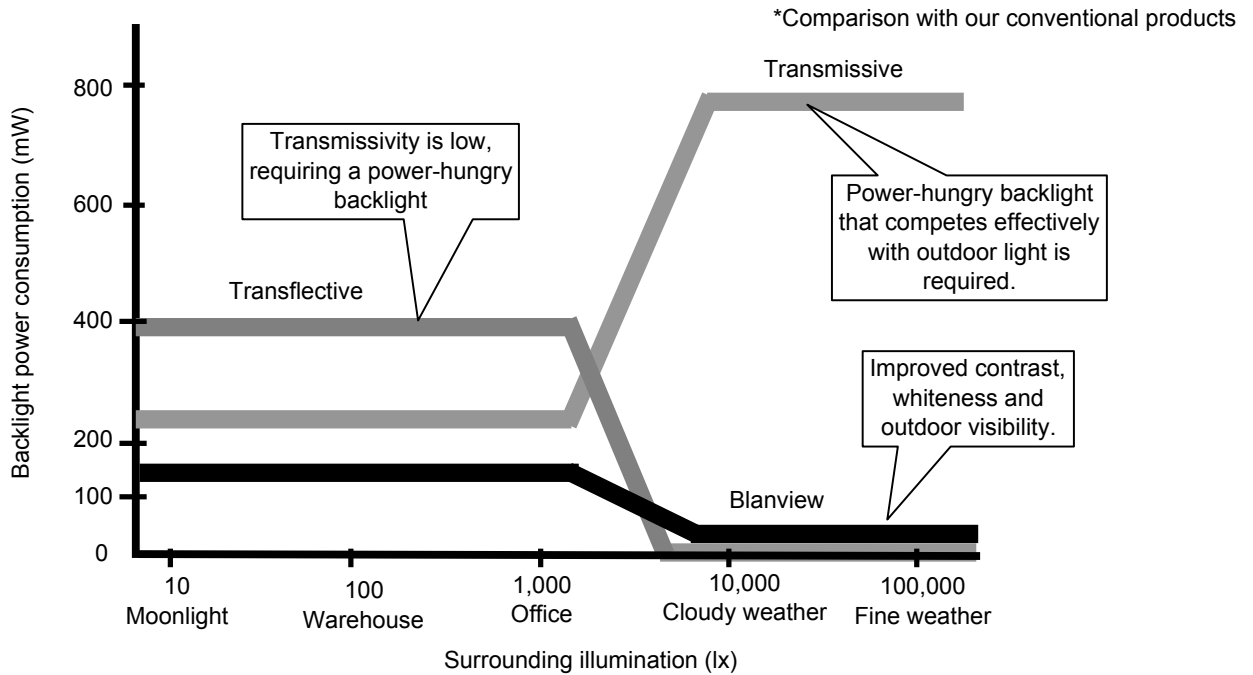 *Comparison with our conventional products
Transmissive
Transmissivity is low,
requiring a power-hungry
backlight
Power-hungry backlight
that competes effectively
with outdoor light is
required.
Transflective
Improved contrast,
whiteness and
outdoor visibility.
Blanview
Backlight power consumption (mW)
800
600
400
200
100
0
10
Moonlight
100
Warehouse
1,000
Office
10,000
Cloudy weather
100,000
Fine weather
Surrounding illumination (lx)